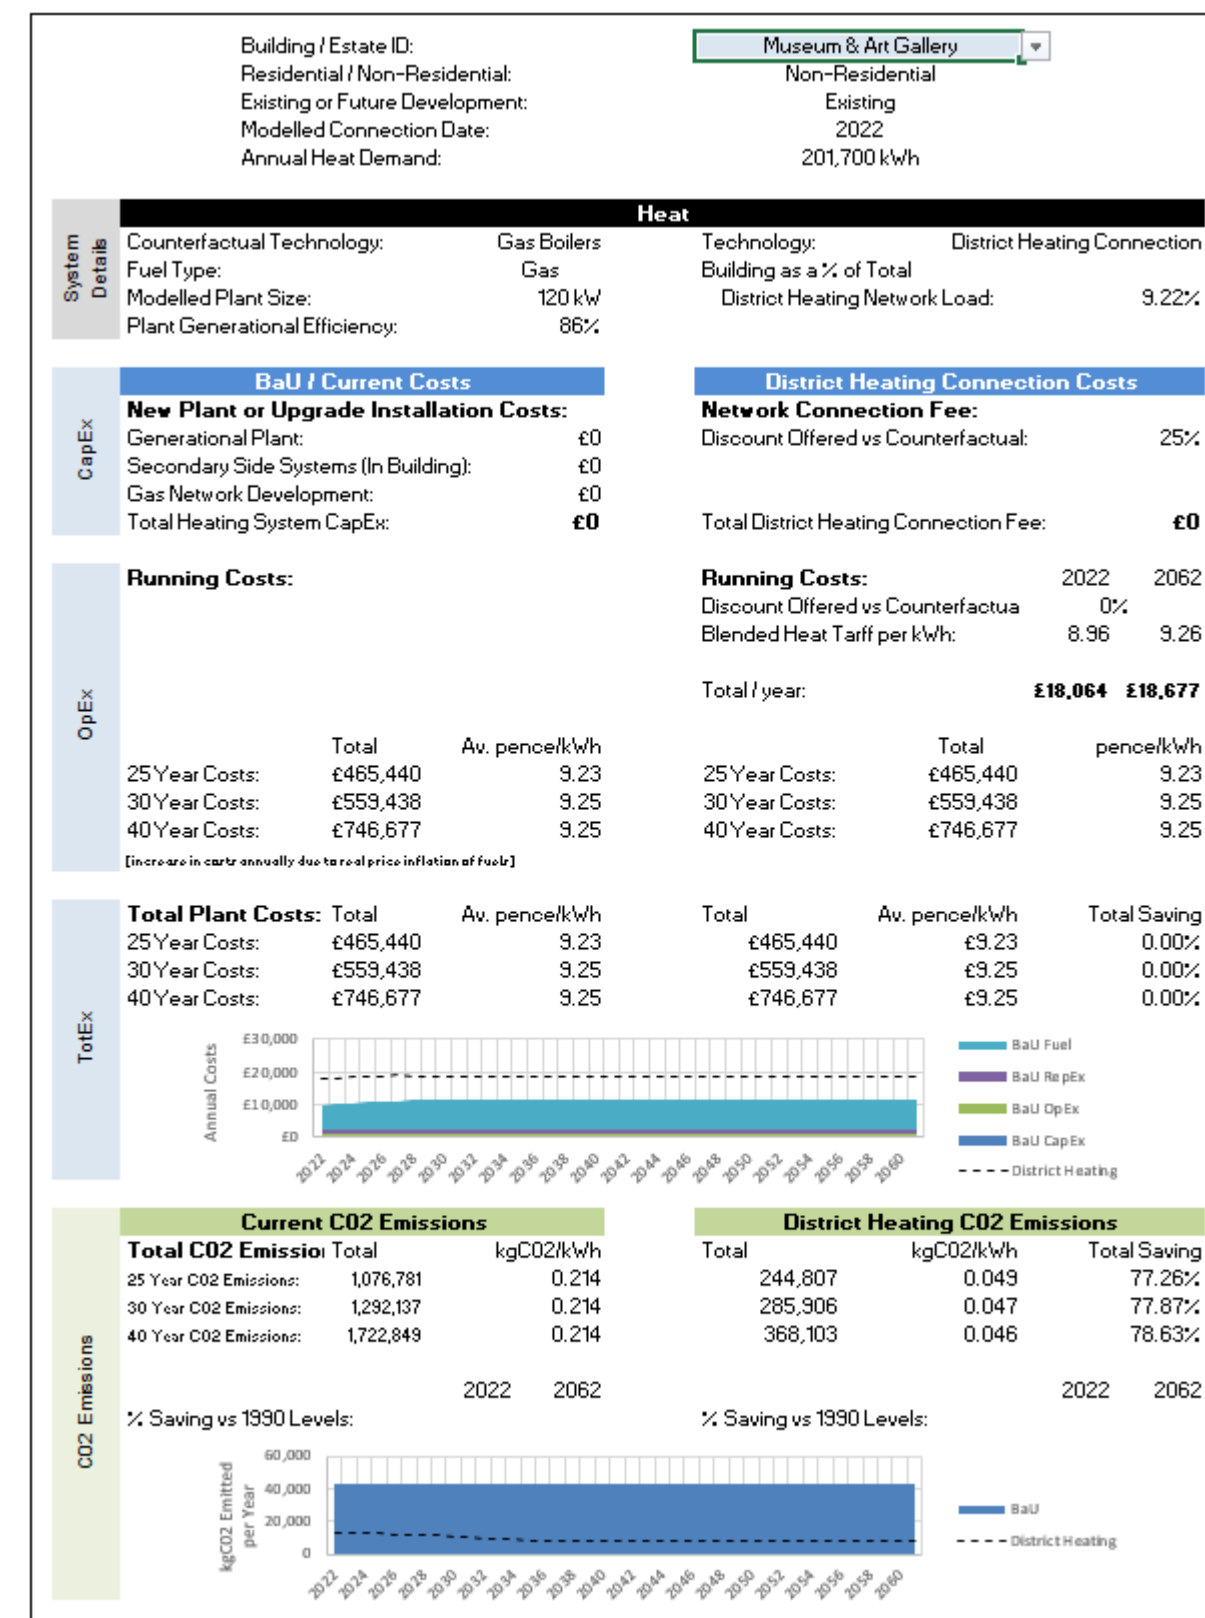 Building / Estate ID: Museum & Art Gallery
Residential / Non-Residential: Non-Residential
Existing or Future Development: Existing
Modelled Connection Date: 2022
Annual Heat Demand: 201,700 kWh
System Details
Heat
Counterfactual Technology: Gas Boilers Technology: District Heating Connection
Fuel Type: Gas Building as a % of Total
Modelled Plant Size: 120 kW District Heating Network Load: 9.22%
Plant Generational Efficiency: 86%
CapEx
BaU / Current Costs District Heating Connection Costs
New Plant or Upgrade Installation Costs: Network Connection Fee:
Generational Plant: £0 Discount Offered vs Counterfactual: 25%
Secondary Side Systems (In Building): £0
Gas Network Development: £0
Total Heating System CapEx: £0 Total District Heating Connection Fee: £0
OpEx
Running Costs: Running Costs: 2022 2062
Discount Offered vs Counterfactua 0%
Blended Heat Tarff per kWh: 8.96 9.26
Total / year: £18,064 £18,677
Total Av. pence/kWh Total pence/kWh
25 Year Costs: £465,440 9.23 25 Year Costs: £465,440 9.23
30 Year Costs: £559,438 9.25 30 Year Costs: £559,438 9.25
40 Year Costs: £746,677 9.25 40 Year Costs: £746,677 9.25
[increase in costs annually due to real price inflation of fuels]
TotEx
Total Plant Costs: Total Av. pence/kWh Total Av. pence/kWh Total Saving
25 Year Costs: £465,440 9.23 £465,440 £9.23 0.00%
30 Year Costs: £559,438 9.25 £559,438 £9.25 0.00%
40 Year Costs: £746,677 9.25 £746,677 £9.25 0.00%
Annual Costs
£30,000
£20,000
£10,000
£0
2022 2024 2026 2028 2030 2032 2034 2036 2038 2040 2042 2044 2046 2048 2050 2052 2054 2056 2058 2060
BaU Fuel
BaU RepEx
BaU OpEx
BaU CapEx
District Heating
CO2 Emissions
Current CO2 Emissions District Heating CO2 Emissions
Total CO2 Emissio Total kgCO2/kWh Total kgCO2/kWh Total Saving
25 Year CO2 Emissions: 1,076,781 0.214 244,807 0.049 77.26%
30 Year CO2 Emissions: 1,292,137 0.214 285,906 0.047 77.87%
40 Year CO2 Emissions: 1,722,849 0.214 368,103 0.046 78.63%
2022 2062 2022 2062
% Saving vs 1990 Levels: % Saving vs 1990 Levels:
kgCO2 Emitted per Year
60,000
40,000
20,000
0
2022 2024 2026 2028 2030 2032 2034 2036 2038 2040 2042 2044 2046 2048 2050 2052 2054 2056 2058 2060
BaU
District Heating